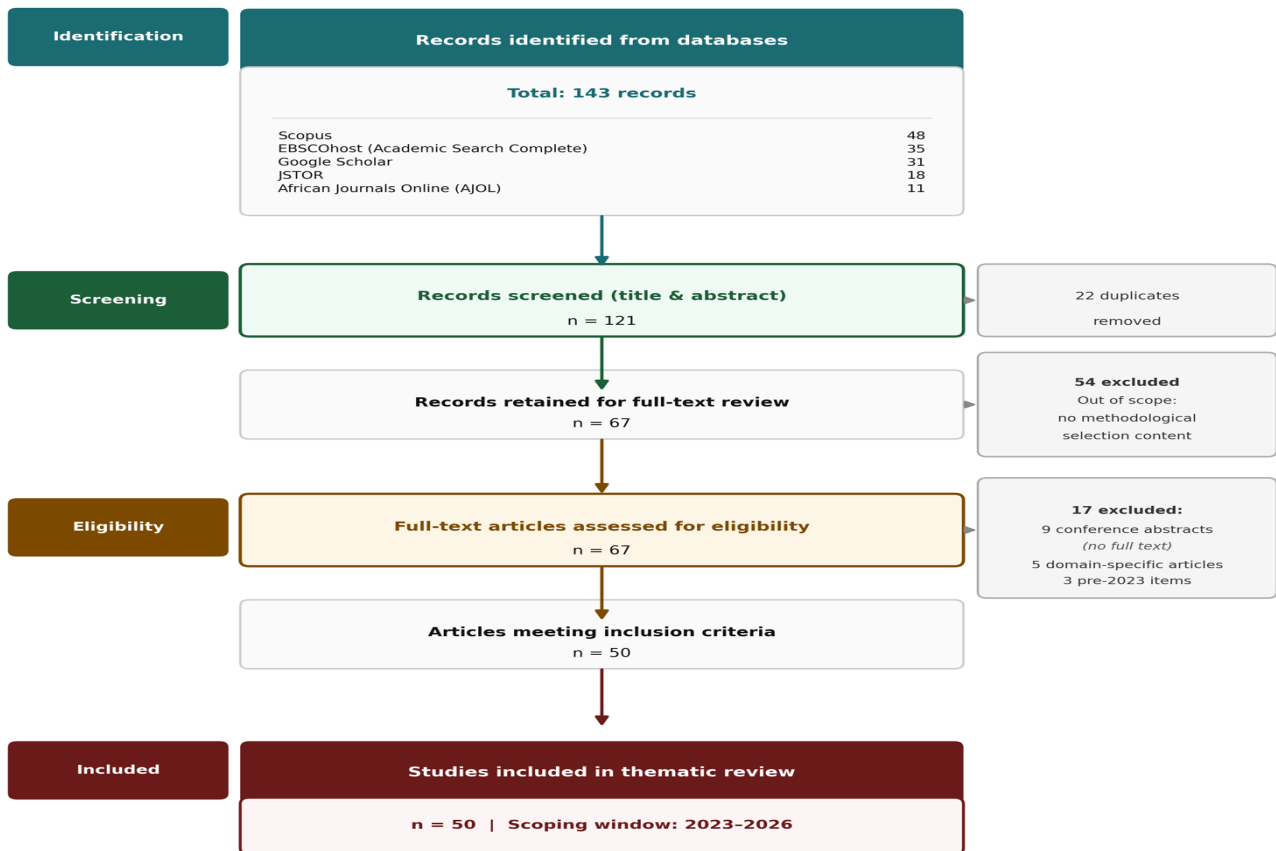 Identification
Records identified from databases
Total: 143 records
Scopus 48
EBSCOhost (Academic Search Complete) 35
Google Scholar 31
JSTOR 18
African Journals Online (AJOL) 11
Screening
Records screened (title & abstract)
n = 121
22 duplicates
removed
Records retained for full-text review
n = 67
54 excluded
Out of scope:
no methodological
selection content
Eligibility
Full-text articles assessed for eligibility
n = 67
17 excluded:
9 conference abstracts
(no full text)
5 domain-specific articles
3 pre-2023 items
Articles meeting inclusion criteria
n = 50
Included
Studies included in thematic review
n = 50 | Scoping window: 2023–2026